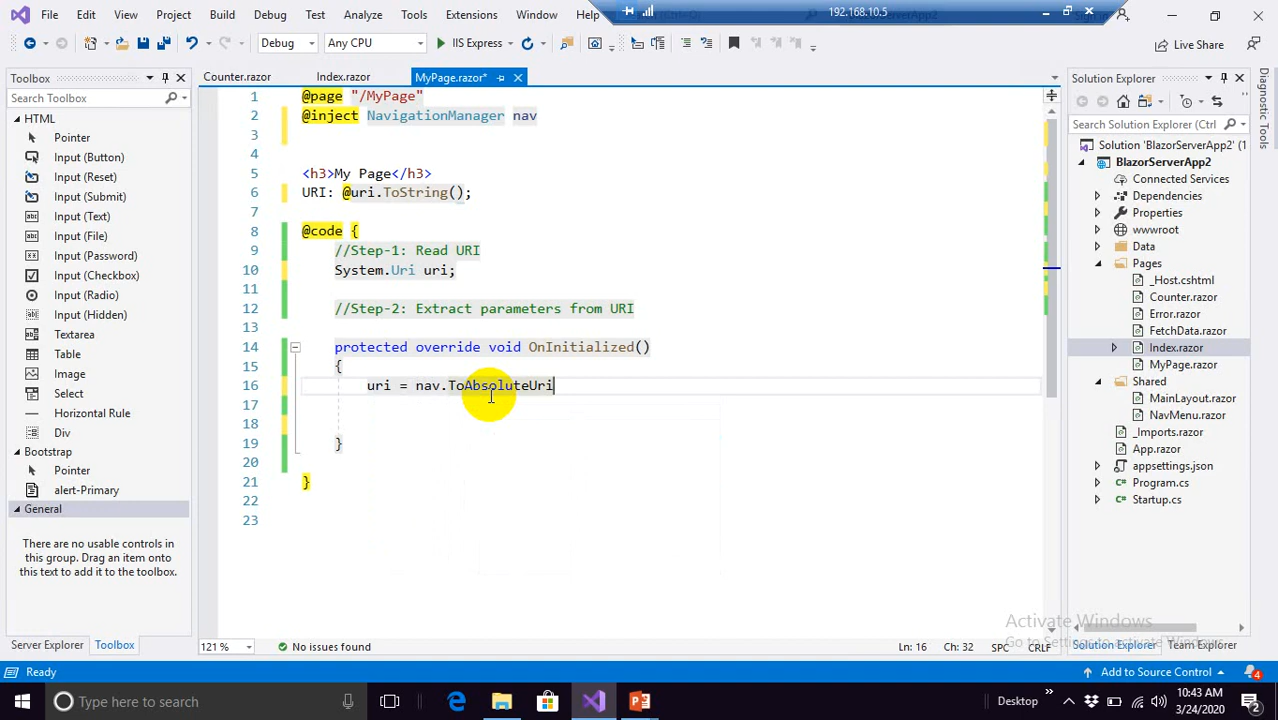 File Edit View Project Build Debug Test Analyze Tools Extensions Window Help
192.168.10.5
Debug Any CPU IIS Express Live Share
Toolbox
Search Toolbox
HTML
Pointer
Input (Button)
Input (Reset)
Input (Submit)
Input (Text)
Input (File)
Input (Password)
Input (Checkbox)
Input (Radio)
Input (Hidden)
Textarea
Table
Image
Select
Horizontal Rule
Div
Bootstrap
Pointer
alert-Primary
General
There are no usable controls in
this group. Drag an item onto
this text to add it to the toolbox.
Server Explorer Toolbox
Counter.razor Index.razor MyPage.razor*
1 @page "/MyPage"
2 @inject NavigationManager nav
3
4
5 <h3>My Page</h3>
6 URI: @uri.ToString();
7
8 @code {
9 //Step-1: Read URI
10 System.Uri uri;
11
12 //Step-2: Extract parameters from URI
13
14 protected override void OnInitialized()
15 {
16 uri = nav.ToAbsoluteUri
17
18
19 }
20
21 }
22
23
121 % No issues found Ln: 16 Ch: 32 SPC CRLF
Solution Explorer
Search Solution Explorer (Ctrl
Solution 'BlazorServerApp2' (1
BlazorServerApp2
Connected Services
Dependencies
Properties
wwwroot
Data
Pages
_Host.cshtml
Counter.razor
Error.razor
FetchData.razor
Index.razor
MyPage.razor
Shared
MainLayout.razor
NavMenu.razor
_Imports.razor
App.razor
appsettings.json
Program.cs
Startup.cs
Activate Windows
Go to Settings to activate Windows.
Solution Explorer Team Explorer
Diagnostic Tools
Ready Add to Source Control 4
Type here to search
Desktop
10:43 AM
3/24/2020
2